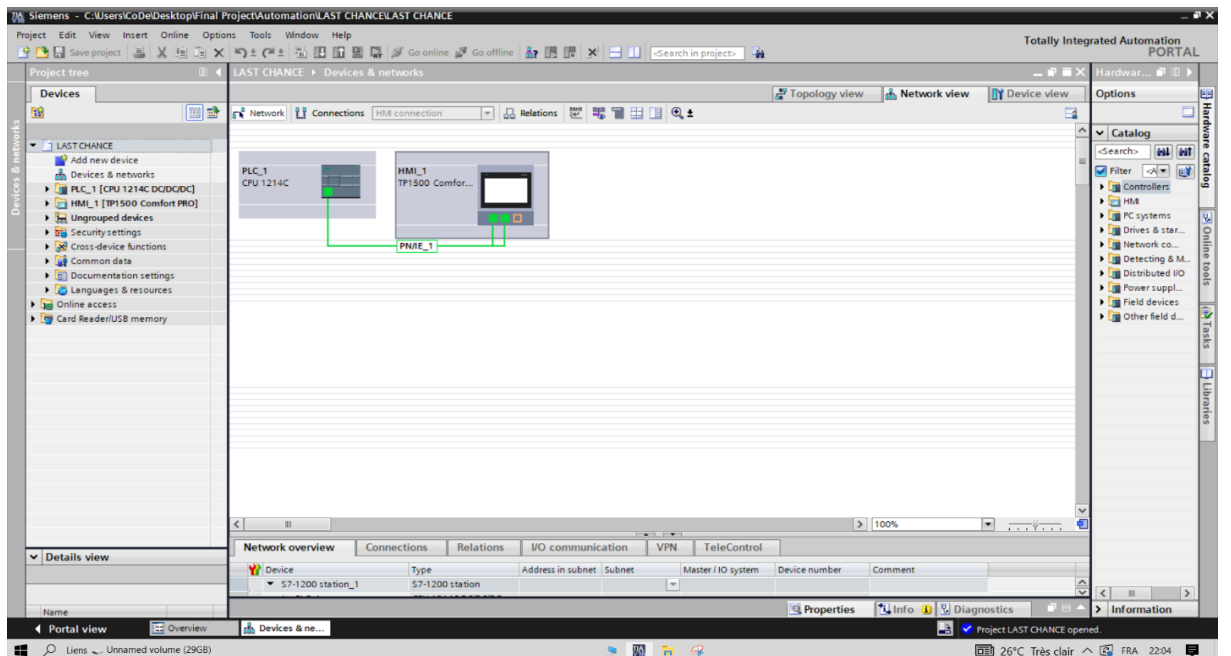 Siemens - C:\Users\CoDe\Desktop\Final Project\Automation\LAST CHANCE\LAST CHANCE
Project Edit View Insert Online Options Tools Window Help
Totally Integrated Automation
PORTAL
Save project
Go online
Go offline
<Search in project>
Project tree
LAST CHANCE
Devices & networks
Hardwar...
Devices
Topology view
Network view
Device view
Options
Network
Connections
HMI connection
Relations
Devices & networks
LAST CHANCE
Add new device
Devices & networks
PLC_1 [CPU 1214C DC/DC/DC]
HMI_1 [TP1500 Comfort PRO]
Ungrouped devices
Security settings
Cross-device functions
Common data
Documentation settings
Languages & resources
Online access
Card Reader/USB memory
PLC_1
CPU 1214C
HMI_1
TP1500 Comfor...
PN/IE_1
Catalog
<Search>
Filter
<A
Controllers
HMI
PC systems
Drives & star...
Network co...
Detecting & M...
Distributed I/O
Power suppl...
Field devices
Other field d...
Hardware catalog
Online tools
Tasks
Libraries
100%
Details view
Name
Network overview
Connections
Relations
I/O communication
VPN
TeleControl
Device
Type
Address in subnet
Subnet
Master / IO system
Device number
Comment
S7-1200 station_1
S7-1200 station
Properties
Info
Diagnostics
Information
Portal view
Overview
Devices & ne...
Project LAST CHANCE opened.
Liens
Unnamed volume (29GB)
26°C Très clair
FRA
22:04